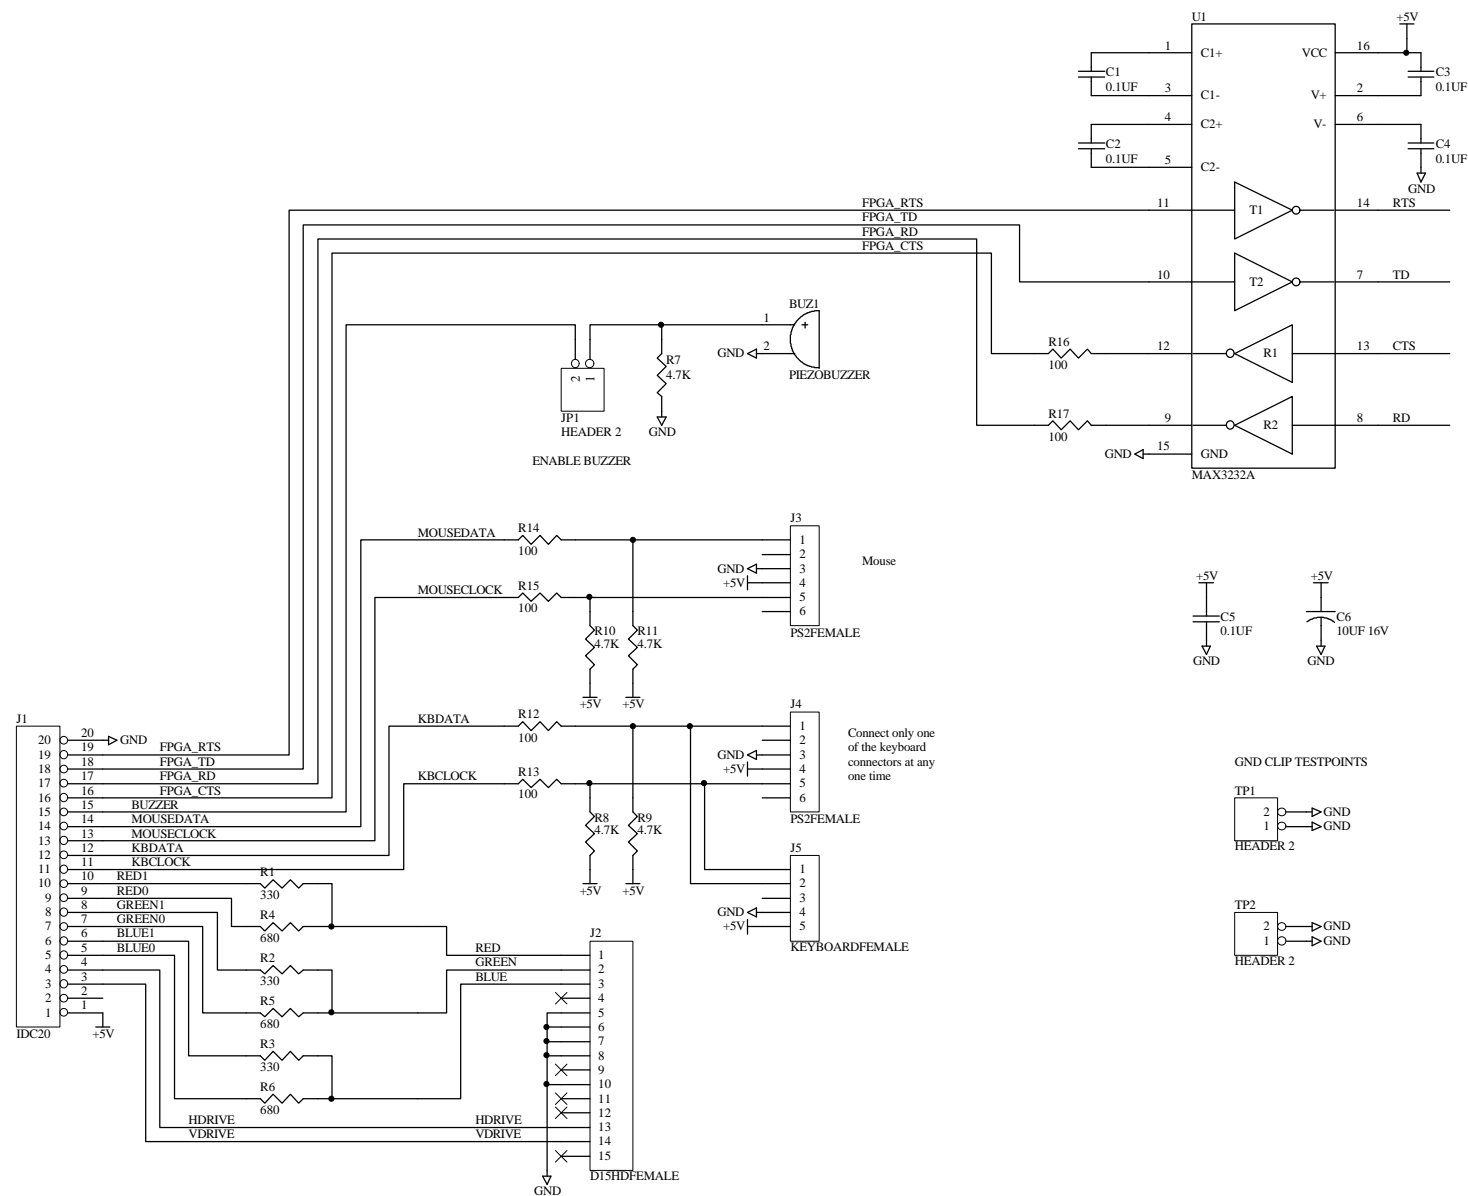 U1
+5V
1
C1+
VCC
16
C1
0.1UF
C3
0.1UF
3
C1-
V+
2
4
C2+
V-
6
C2
0.1UF
C4
0.1UF
5
C2-
GND
FPGA_RTS
11
T1
14
RTS
FPGA_TD
FPGA_RD
FPGA_CTS
10
T2
7
TD
BUZ1
1
+
GND
2
R7
4.7K
PIEZOBUZZER
2
1
JP1
HEADER 2
GND
ENABLE BUZZER
R16
100
12
R1
13
CTS
R17
100
9
R2
8
RD
GND
15
GND
MAX3232A
J3
MOUSEDATA
R14
100
1
2
GND
3
+5V
4
MOUSECLOCK
R15
100
5
6
Mouse
R10
4.7K
R11
4.7K
PS2FEMALE
+5V
+5V
+5V
C5
0.1UF
GND
+5V
C6
10UF 16V
GND
J4
KBDATA
R12
100
1
2
GND
3
+5V
4
KBCLOCK
R13
100
5
6
Connect only one
of the keyboard
connectors at any
one time
R8
4.7K
R9
4.7K
PS2FEMALE
+5V
+5V
J5
1
2
3
GND
4
+5V
5
KEYBOARDFEMALE
GND CLIP TESTPOINTS
TP1
2
GND
1
GND
HEADER 2
TP2
2
GND
1
GND
HEADER 2
J1
20
20
GND
19
19
FPGA_RTS
18
18
FPGA_TD
17
17
FPGA_RD
16
16
FPGA_CTS
15
15
BUZZER
14
14
MOUSEDATA
13
13
MOUSECLOCK
12
12
KBDATA
11
11
KBCLOCK
10
10
RED1
9
9
RED0
8
8
GREEN1
7
7
GREEN0
6
6
BLUE1
5
5
BLUE0
4
4
3
3
2
2
1
1
IDC20
+5V
R1
330
R4
680
R2
330
R5
680
R3
330
R6
680
HDRIVE
VDRIVE
J2
RED
1
GREEN
2
BLUE
3
4
5
6
7
8
9
10
11
12
HDRIVE
13
VDRIVE
14
15
D15HDFEMALE
GND